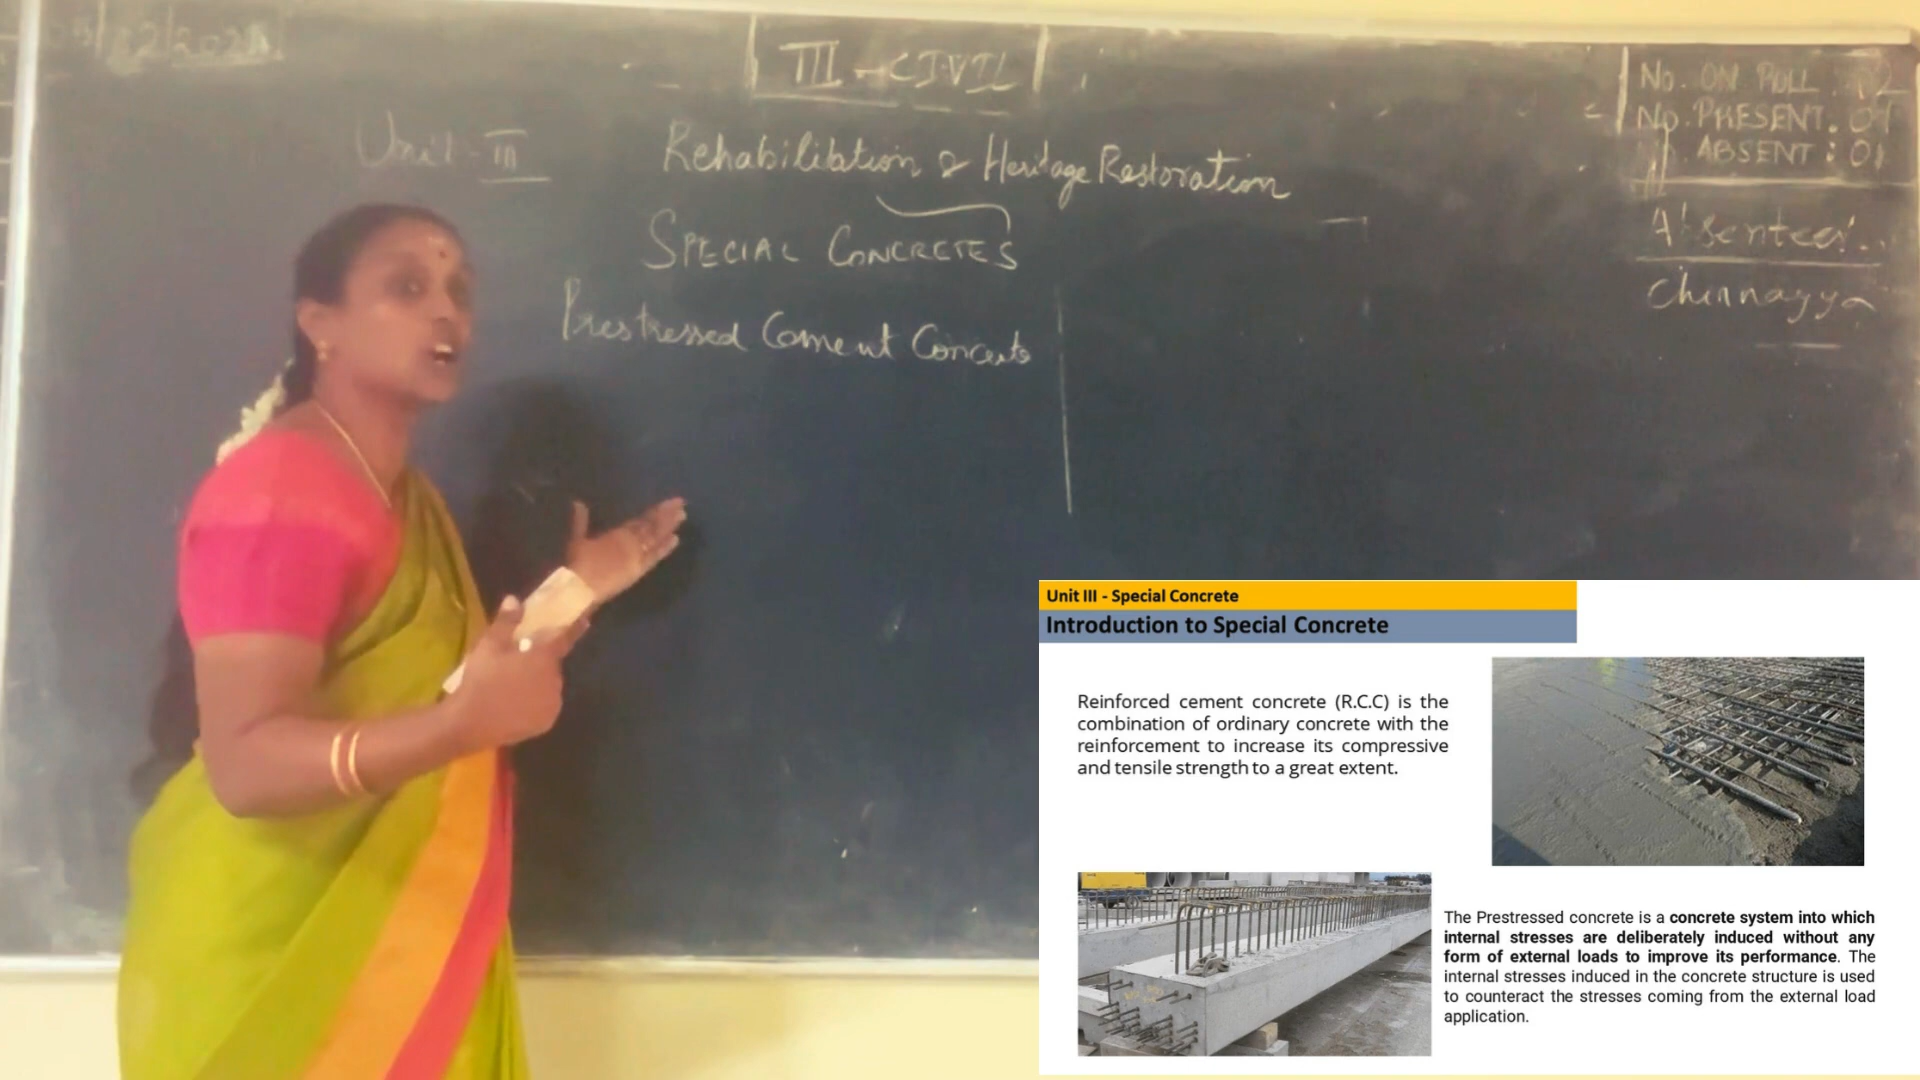 III - CIVIL
No. ON ROLL :
No. PRESENT : 01
No. ABSENT : 01
Absentees:
Chinnayya
Unit - III
Rehabilibation & Heritage Restoration
SPECIAL CONCRETES
Prestressed Cement Concrete
Unit III - Special Concrete
Introduction to Special Concrete
Reinforced cement concrete (R.C.C) is the
combination of ordinary concrete with the
reinforcement to increase its compressive
and tensile strength to a great extent.
The Prestressed concrete is a concrete system into which
internal stresses are deliberately induced without any
form of external loads to improve its performance. The
internal stresses induced in the concrete structure is used
to counteract the stresses coming from the external load
application.